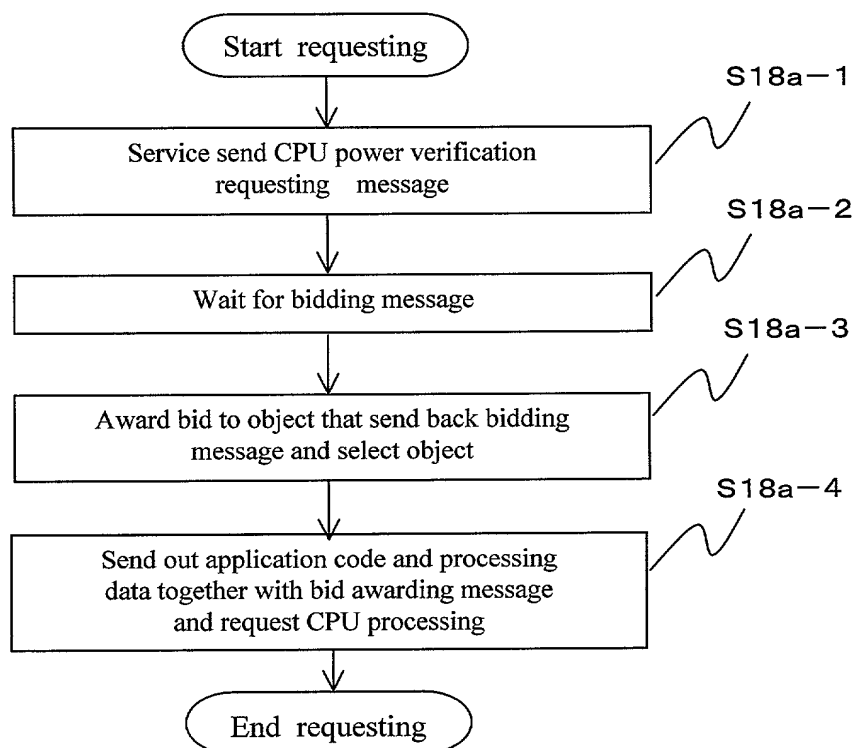 Start requesting
S18a-1
Service send CPU power verification
requesting message
S18a-2
Wait for bidding message
S18a-3
Award bid to object that send back bidding
message and select object
S18a-4
Send out application code and processing
data together with bid awarding message
and request CPU processing
End requesting